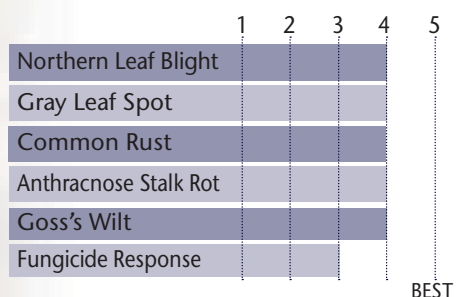 1 2 3 4 5
Northern Leaf Blight
Gray Leaf Spot
Common Rust
Anthracnose Stalk Rot
Goss's Wilt
Fungicide Response
BEST